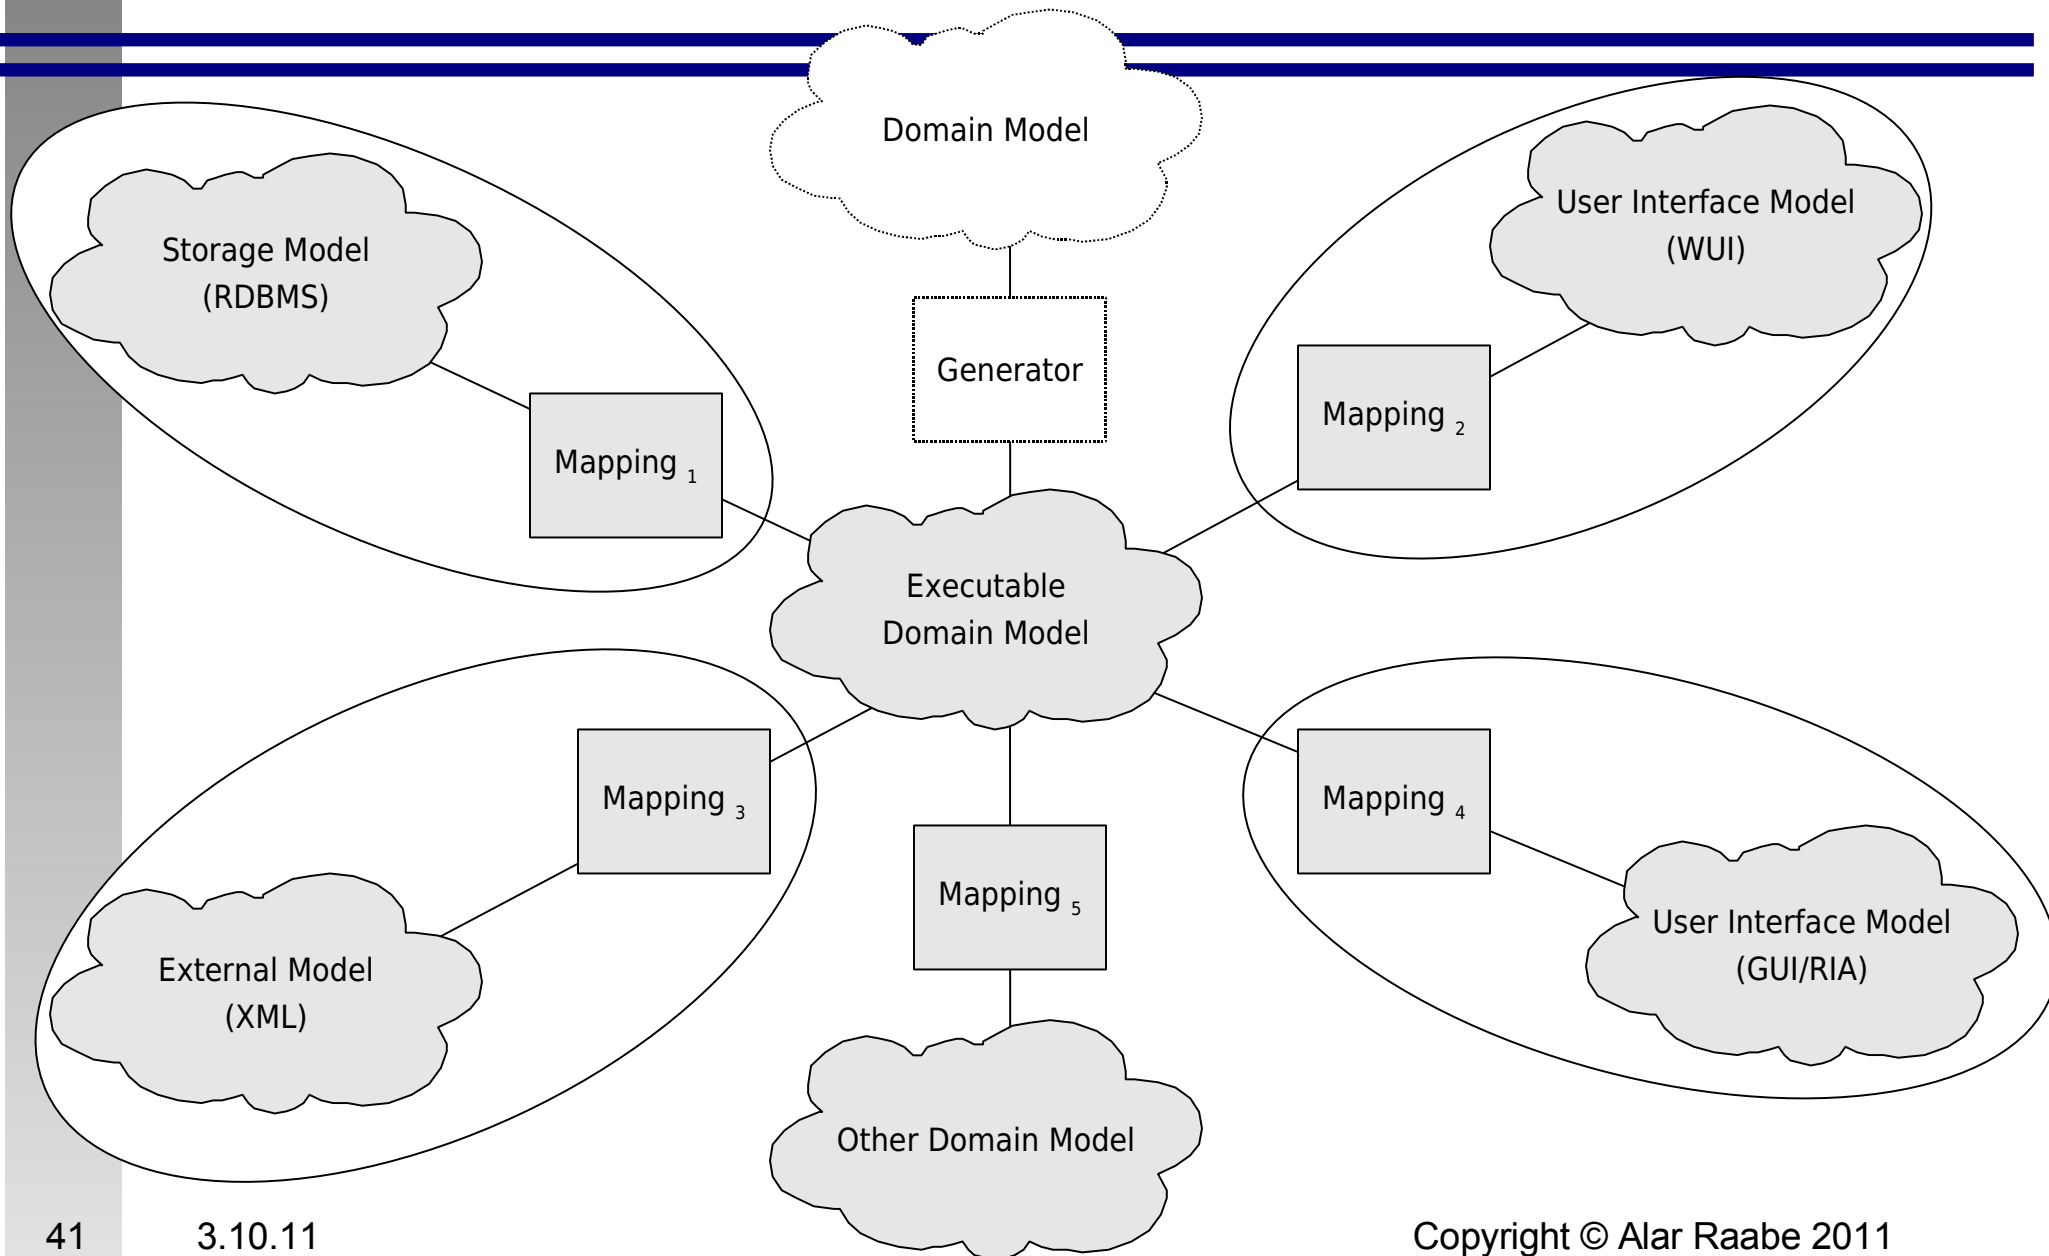 Domain Model
User Interface Model
(WUI)
Storage Model
(RDBMS)
Generator
Mapping 2
Mapping 1
Executable
Domain Model
Mapping 3
Mapping 4
Mapping 5
User Interface Model
(GUI/RIA)
External Model
(XML)
Other Domain Model
41
3.10.11
Copyright © Alar Raabe 2011